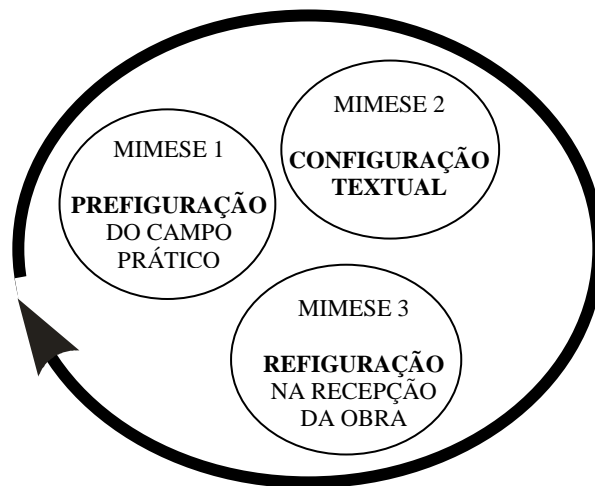 MIMESE 1
PREFIGURAÇÃO
DO CAMPO
PRÁTICO
MIMESE 2
CONFIGURAÇÃO
TEXTUAL
MIMESE 3
REFIGURAÇÃO
NA RECEPÇÃO
DA OBRA